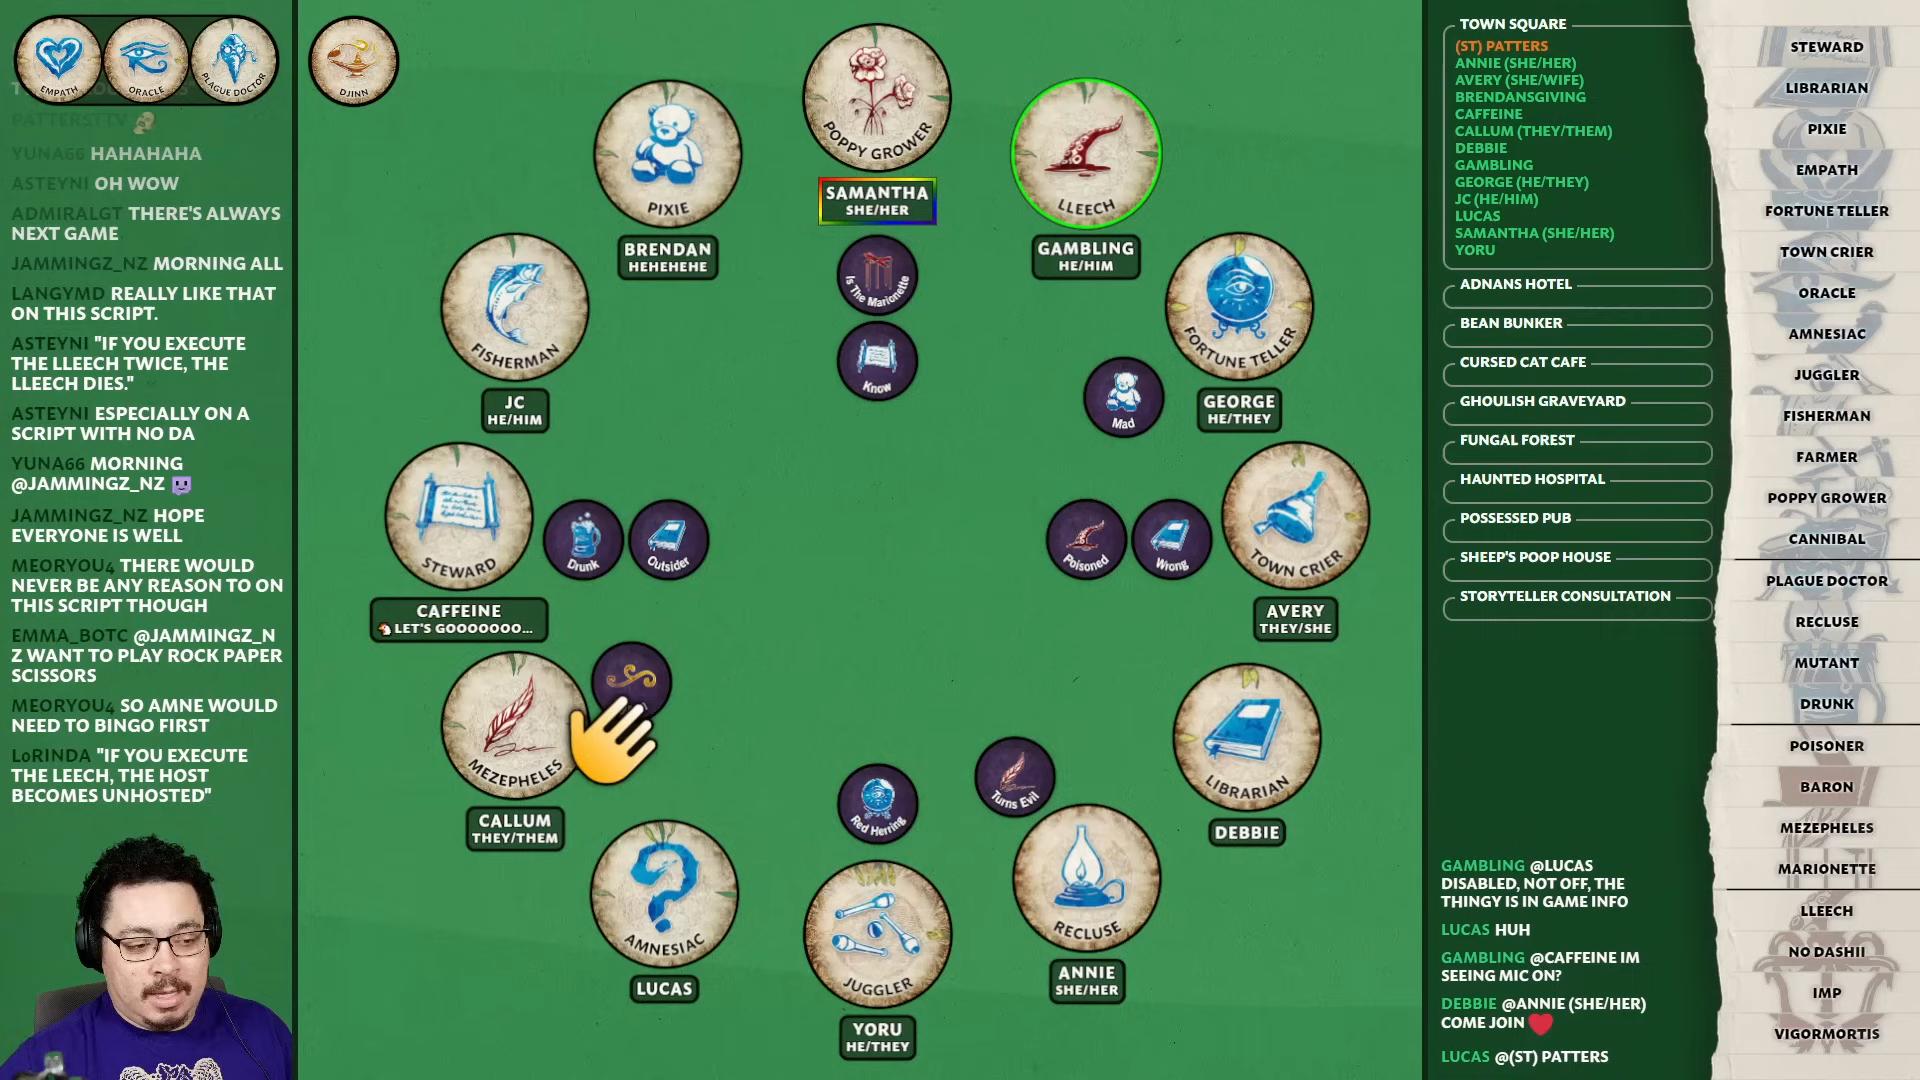 EMPATH
ORACLE
PLAGUE DOCTOR
DJINN
PATTERSTTV
YUNA66 HAHAHAHA
ASTEYNI OH WOW
ADMIRALGT THERE'S ALWAYS
NEXT GAME
JAMMINGZ_NZ MORNING ALL
LANGYMD REALLY LIKE THAT
ON THIS SCRIPT.
ASTEYNI "IF YOU EXECUTE
THE LLEECH TWICE, THE
LLEECH DIES."
ASTEYNI ESPECIALLY ON A
SCRIPT WITH NO DA
YUNA66 MORNING
@JAMMINGZ_NZ
JAMMINGZ_NZ HOPE
EVERYONE IS WELL
MEORYOU4 THERE WOULD
NEVER BE ANY REASON TO ON
THIS SCRIPT THOUGH
EMMA_BOTC @JAMMINGZ_N
Z WANT TO PLAY ROCK PAPER
SCISSORS
MEORYOU4 SO AMNE WOULD
NEED TO BINGO FIRST
LORINDA "IF YOU EXECUTE
THE LEECH, THE HOST
BECOMES UNHOSTED"
POPPY GROWER
SAMANTHA
SHE/HER
Is The Marionette
Know
LLEECH
GAMBLING
HE/HIM
FORTUNE TELLER
GEORGE
HE/THEY
Mad
TOWN CRIER
AVERY
THEY/SHE
Poisoned
Wrong
LIBRARIAN
DEBBIE
RECLUSE
ANNIE
SHE/HER
Turns Evil
JUGGLER
YORU
HE/THEY
Red Herring
AMNESIAC
LUCAS
MEZEPHELES
CALLUM
THEY/THEM
STEWARD
CAFFEINE
LET'S GOOOOOOO...
Drunk
Outsider
FISHERMAN
JC
HE/HIM
PIXIE
BRENDAN
HEHEHEHE
TOWN SQUARE
(ST) PATTERS
ANNIE (SHE/HER)
AVERY (SHE/WIFE)
BRENDANSGIVING
CAFFEINE
CALLUM (THEY/THEM)
DEBBIE
GAMBLING
GEORGE (HE/THEY)
JC (HE/HIM)
LUCAS
SAMANTHA (SHE/HER)
YORU
ADNANS HOTEL
BEAN BUNKER
CURSED CAT CAFE
GHOULISH GRAVEYARD
FUNGAL FOREST
HAUNTED HOSPITAL
POSSESSED PUB
SHEEP'S POOP HOUSE
STORYTELLER CONSULTATION
GAMBLING @LUCAS
DISABLED, NOT OFF, THE
THINGY IS IN GAME INFO
LUCAS HUH
GAMBLING @CAFFEINE IM
SEEING MIC ON?
DEBBIE @ANNIE (SHE/HER)
COME JOIN
LUCAS @(ST) PATTERS
STEWARD
LIBRARIAN
PIXIE
EMPATH
FORTUNE TELLER
TOWN CRIER
ORACLE
AMNESIAC
JUGGLER
FISHERMAN
FARMER
POPPY GROWER
CANNIBAL
PLAGUE DOCTOR
RECLUSE
MUTANT
DRUNK
POISONER
BARON
MEZEPHELES
MARIONETTE
LLEECH
NO DASHII
IMP
VIGORMORTIS